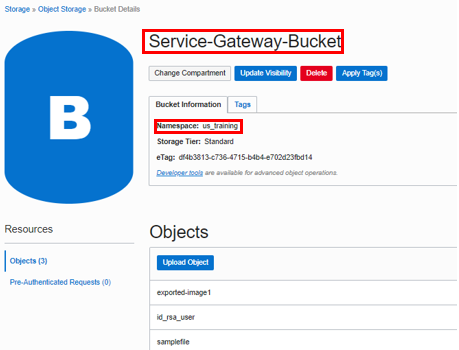 Storage » Object Storage » Bucket Details
B
Service-Gateway-Bucket
Change Compartment Update Visibility Delete Apply Tag(s)
Bucket Information Tags
Namespace: us_training
Storage Tier: Standard
eTag: df4b3813-c736-4715-b4b4-e702d23fbd14
Developer tools are available for advanced object operations.
Resources
Objects (3)
Pre-Authenticated Requests (0)
Objects
Upload Object
exported-image1
id_rsa_user
samplefile